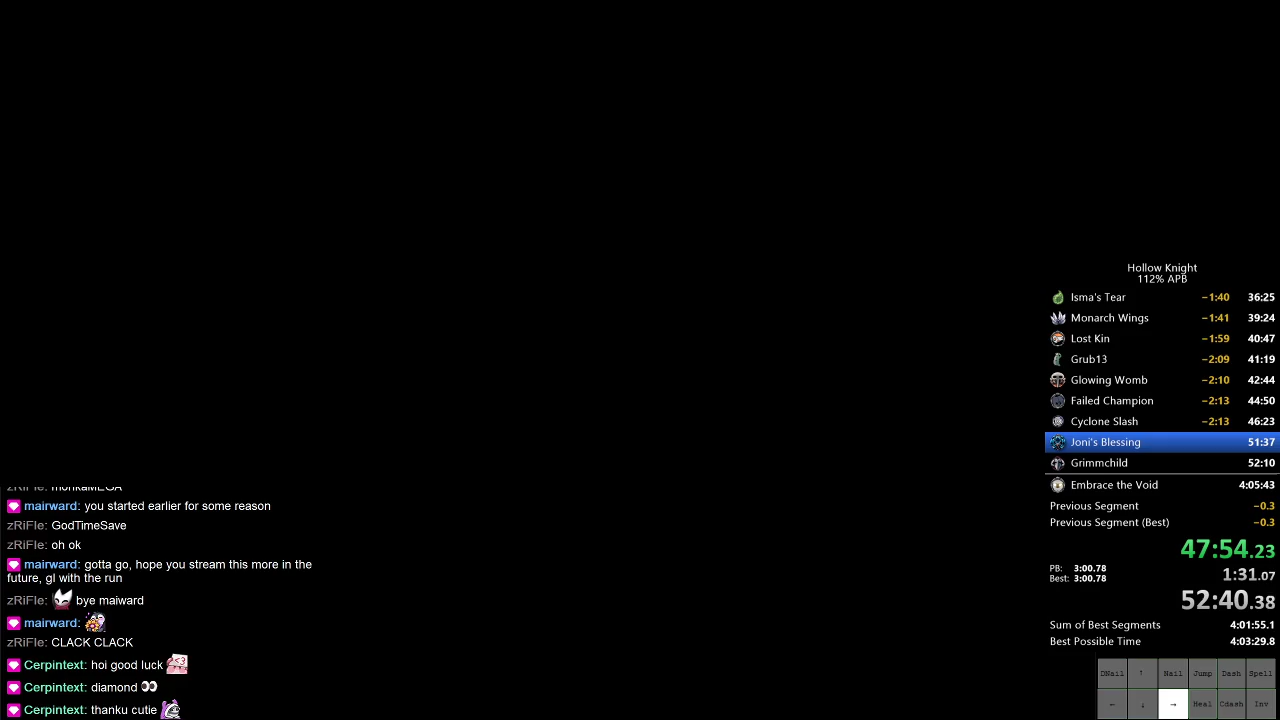 zRiFle: monkaMEGA
mairward: you started earlier for some reason
zRiFle: GodTimeSave
zRiFle: oh ok
mairward: gotta go, hope you stream this more in the
future, gl with the run
zRiFle: bye maiward
mairward:
zRiFle: CLACK CLACK
Cerpintext: hoi good luck
Cerpintext: diamond
Cerpintext: thanku cutie
Hollow Knight
112% APB
Isma's Tear −1:40 36:25
Monarch Wings −1:41 39:24
Lost Kin −1:59 40:47
Grub13 −2:09 41:19
Glowing Womb −2:10 42:44
Failed Champion −2:13 44:50
Cyclone Slash −2:13 46:23
Joni's Blessing 51:37
Grimmchild 52:10
Embrace the Void 4:05:43
Previous Segment −0.3
Previous Segment (Best) −0.3
47:54.23
PB: 3:00.78
Best: 3:00.78
1:31.07
52:40.38
Sum of Best Segments 4:01:55.1
Best Possible Time 4:03:29.8
DNail ↑ Nail Jump Dash Spell
← ↓ → Heal Cdash Inv